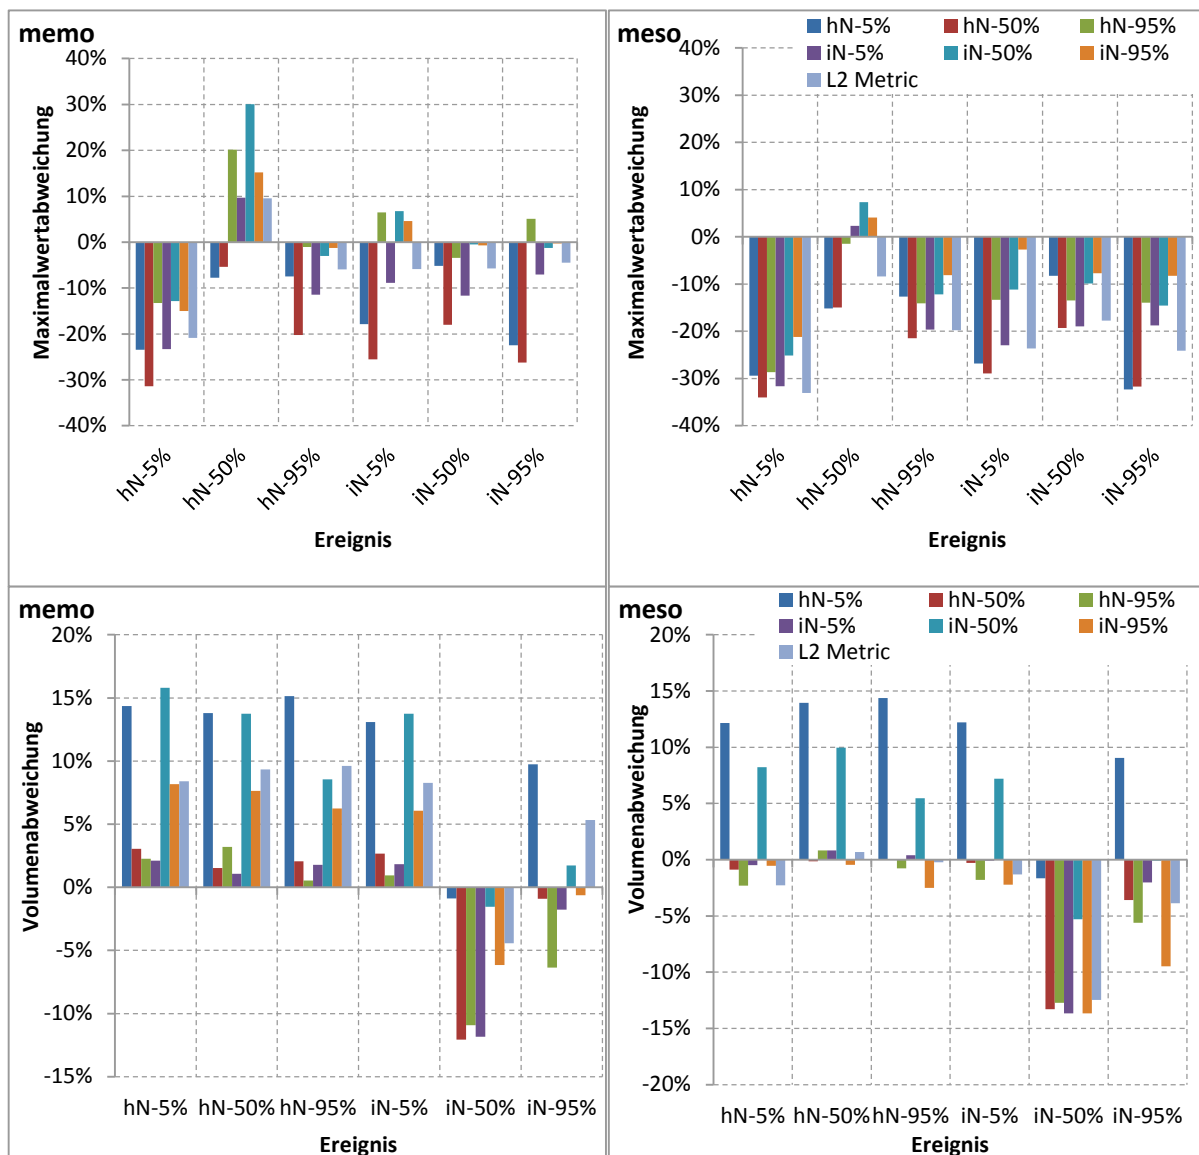 memo
40%
30%
20%
10%
0%
-10%
-20%
-30%
-40%
Maximalwertabweichung
hN-5% hN-50% hN-95% iN-5% iN-50% iN-95%
Ereignis
meso
hN-5% hN-50% hN-95%
iN-5% iN-50% iN-95%
L2 Metric
40%
30%
20%
10%
0%
-10%
-20%
-30%
-40%
Maximalwertabweichung
hN-5% hN-50% hN-95% iN-5% iN-50% iN-95%
Ereignis
memo
20%
15%
10%
5%
0%
-5%
-10%
-15%
Volumenabweichung
hN-5% hN-50% hN-95% iN-5% iN-50% iN-95%
Ereignis
meso
hN-5% hN-50% hN-95%
iN-5% iN-50% iN-95%
L2 Metric
20%
15%
10%
5%
0%
-5%
-10%
-15%
-20%
Volumenabweichung
hN-5% hN-50% hN-95% iN-5% iN-50% iN-95%
Ereignis